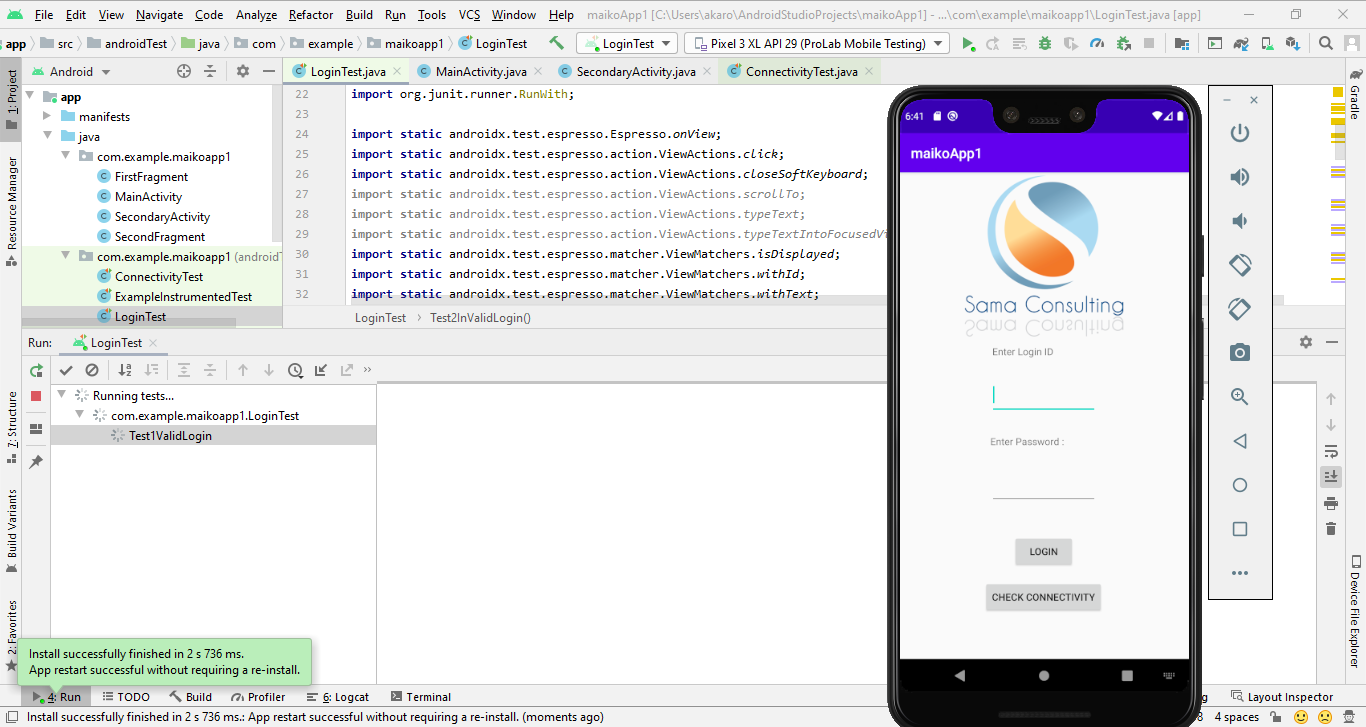 File Edit View Navigate Code Analyze Refactor Build Run Tools VCS Window Help maikoApp1 [C:\Users\akaro\AndroidStudioProjects\maikoApp1] - ...\com\example\maikoapp1\LoginTest.java [app]
app src androidTest java com example maikoapp1 LoginTest LoginTest Pixel 3 XL API 29 (ProLab Mobile Testing)
1: Project
Resource Manager
7: Structure
Build Variants
2: Favorites
Android
app
manifests
java
com.example.maikoapp1
FirstFragment
MainActivity
SecondaryActivity
SecondFragment
com.example.maikoapp1 (android
ConnectivityTest
ExampleInstrumentedTest
LoginTest
LoginTest.java MainActivity.java SecondaryActivity.java ConnectivityTest.java
22 import org.junit.runner.RunWith;
23
24 import static androidx.test.espresso.Espresso.onView;
25 import static androidx.test.espresso.action.ViewActions.click;
26 import static androidx.test.espresso.action.ViewActions.closeSoftKeyboard;
27 import static androidx.test.espresso.action.ViewActions.scrollTo;
28 import static androidx.test.espresso.action.ViewActions.typeText;
29 import static androidx.test.espresso.action.ViewActions.typeTextIntoFocusedVi
30 import static androidx.test.espresso.matcher.ViewMatchers.isDisplayed;
31 import static androidx.test.espresso.matcher.ViewMatchers.withId;
32 import static androidx.test.espresso.matcher.ViewMatchers.withText;
LoginTest Test2InValidLogin()
Run: LoginTest
Running tests...
com.example.maikoapp1.LoginTest
Test1ValidLogin
6:41
maikoApp1
Sama Consulting
Enter Login ID
Enter Password :
LOGIN
CHECK CONNECTIVITY
Gradle
Device File Explorer
Install successfully finished in 2 s 736 ms.
App restart successful without requiring a re-install.
4: Run TODO Build Profiler 6: Logcat Terminal g Layout Inspector
Install successfully finished in 2 s 736 ms.: App restart successful without requiring a re-install. (moments ago) 8 4 spaces